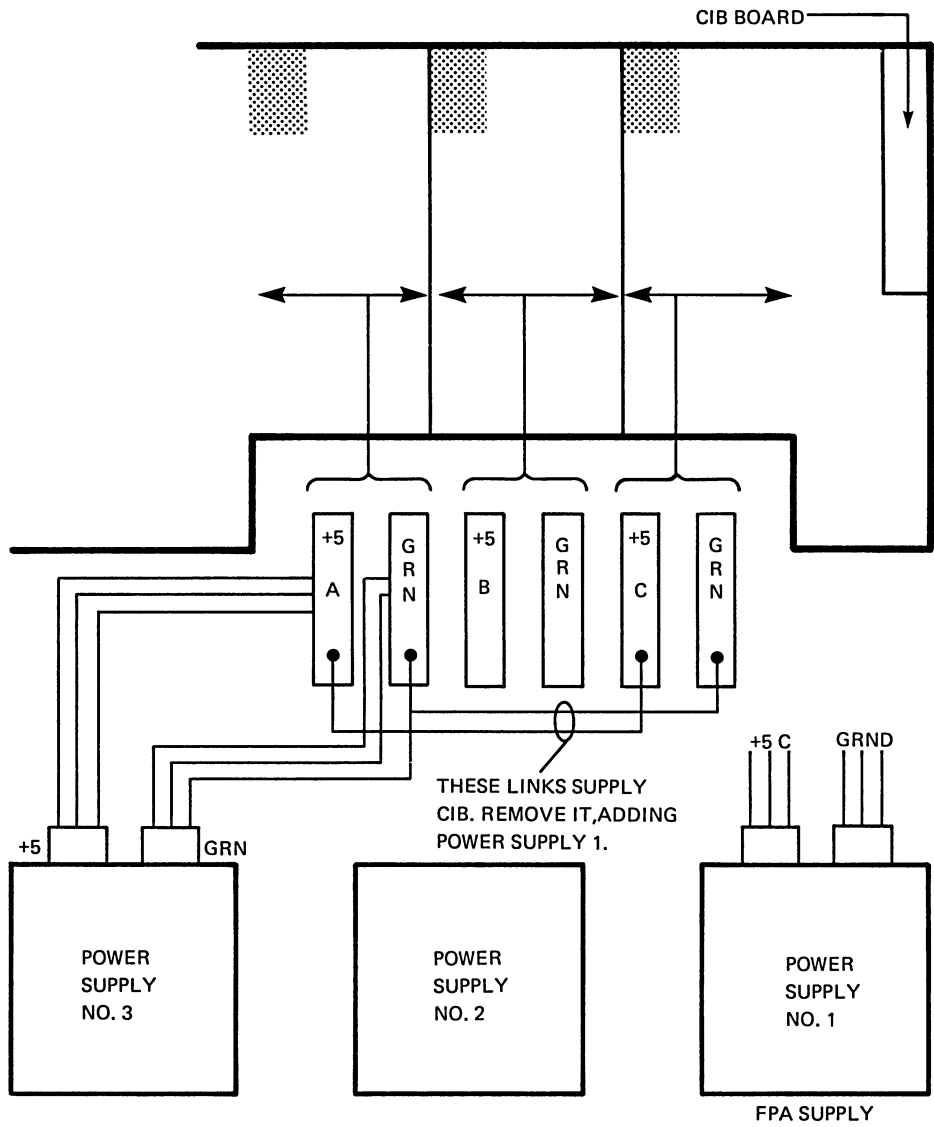 CIB BOARD
+5
A
GRN
+5
B
GRN
+5
C
GRN
+5 C
GRND
THESE LINKS SUPPLY
CIB. REMOVE IT,ADDING
POWER SUPPLY 1.
+5
GRN
POWER
SUPPLY
NO. 3
POWER
SUPPLY
NO. 2
POWER
SUPPLY
NO. 1
FPA SUPPLY